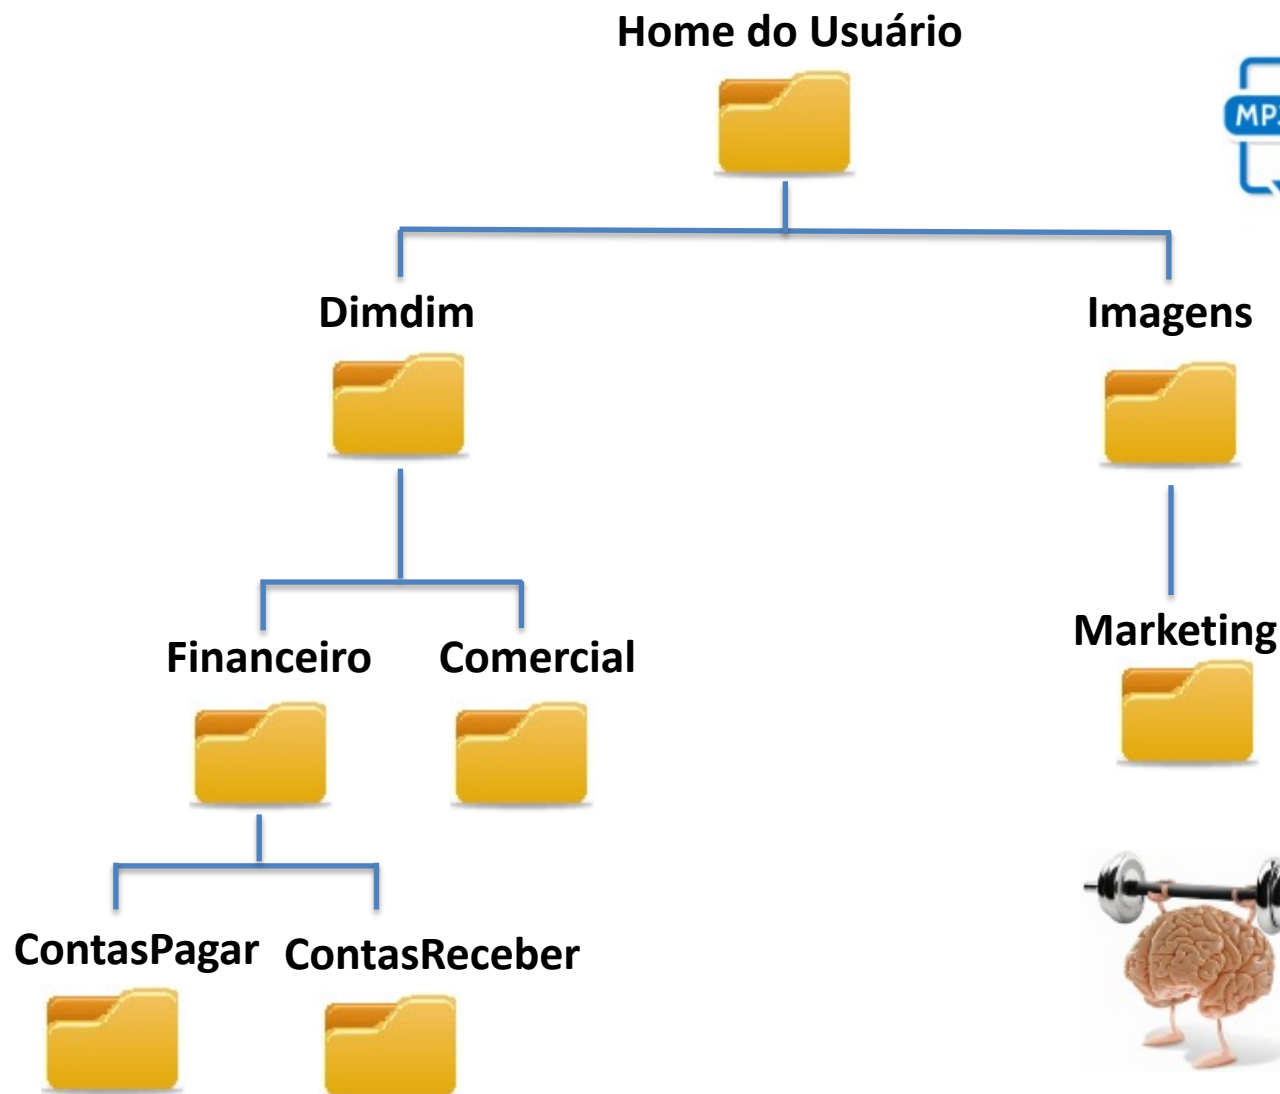 Home do Usuário
Dimdim
Imagens
Financeiro
Comercial
Marketing
ContasPagar
ContasReceber